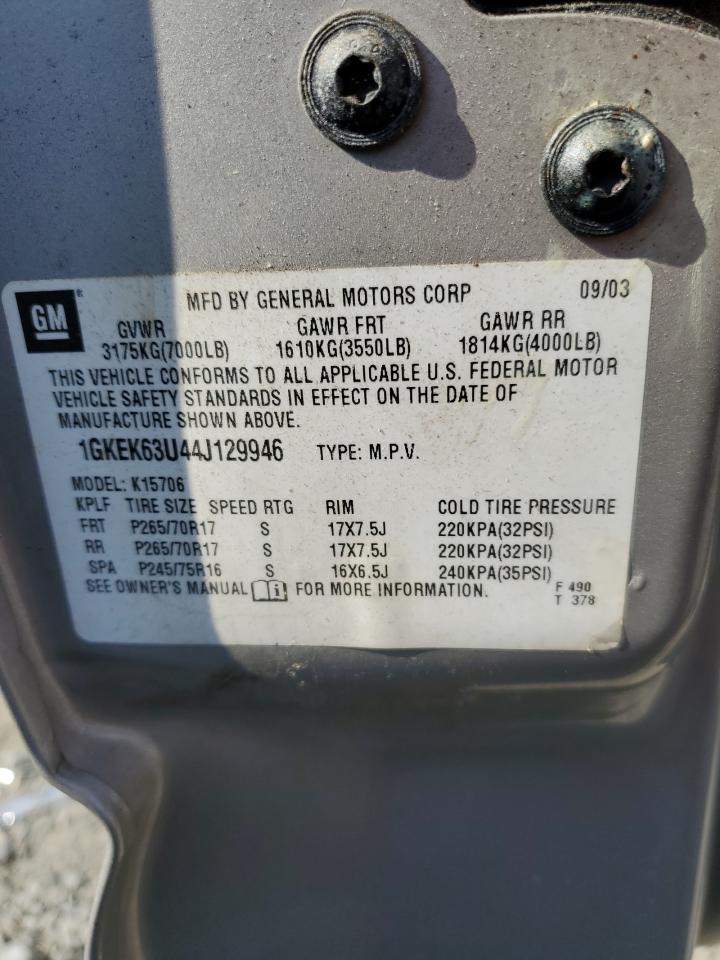 GM
MFD BY GENERAL MOTORS CORP 09/03
GVWR GAWR FRT GAWR RR
3175KG(7000LB) 1610KG(3550LB) 1814KG(4000LB)
THIS VEHICLE CONFORMS TO ALL APPLICABLE U.S. FEDERAL MOTOR
VEHICLE SAFETY STANDARDS IN EFFECT ON THE DATE OF
MANUFACTURE SHOWN ABOVE.
1GKEK63U44J129946 TYPE: M.P.V.
MODEL: K15706
KPLF TIRE SIZE SPEED RTG RIM COLD TIRE PRESSURE
FRT P265/70R17 S 17X7.5J 220KPA(32PSI)
RR P265/70R17 S 17X7.5J 220KPA(32PSI)
SPA P245/75R16 S 16X6.5J 240KPA(35PSI)
SEE OWNER'S MANUAL i FOR MORE INFORMATION.
F 490
T 378